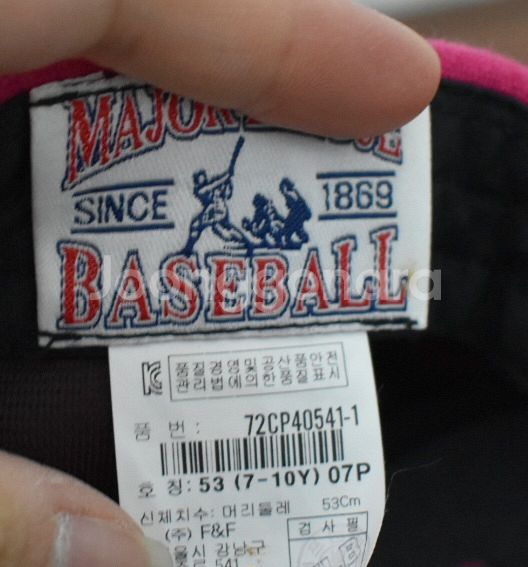 MAJOR
SINCE 1869
BASEBALL
Joonggonara
품질경영및공산품안전
관리법에의한품질표시
품 번 : 72CP40541-1
호 칭: 53 (7-10Y) 07P
신체치수: 머리둘레 53Cm
(주) F&F 검 사 필
울시 강남구
541